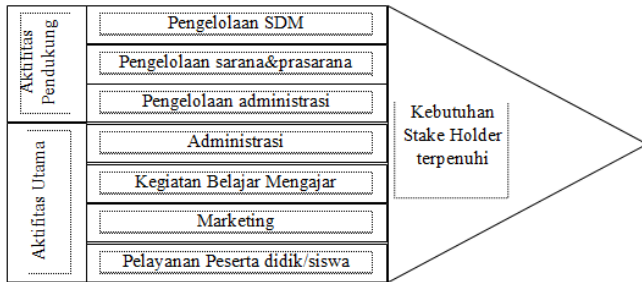 Aktifitas
Pendukung
Pengelolaan SDM
Pengelolaan sarana&prasarana
Pengelolaan administrasi
Aktifitas Utama
Administrasi
Kegiatan Belajar Mengajar
Marketing
Pelayanan Peserta didik/siswa
Kebutuhan
Stake Holder
terpenuhi